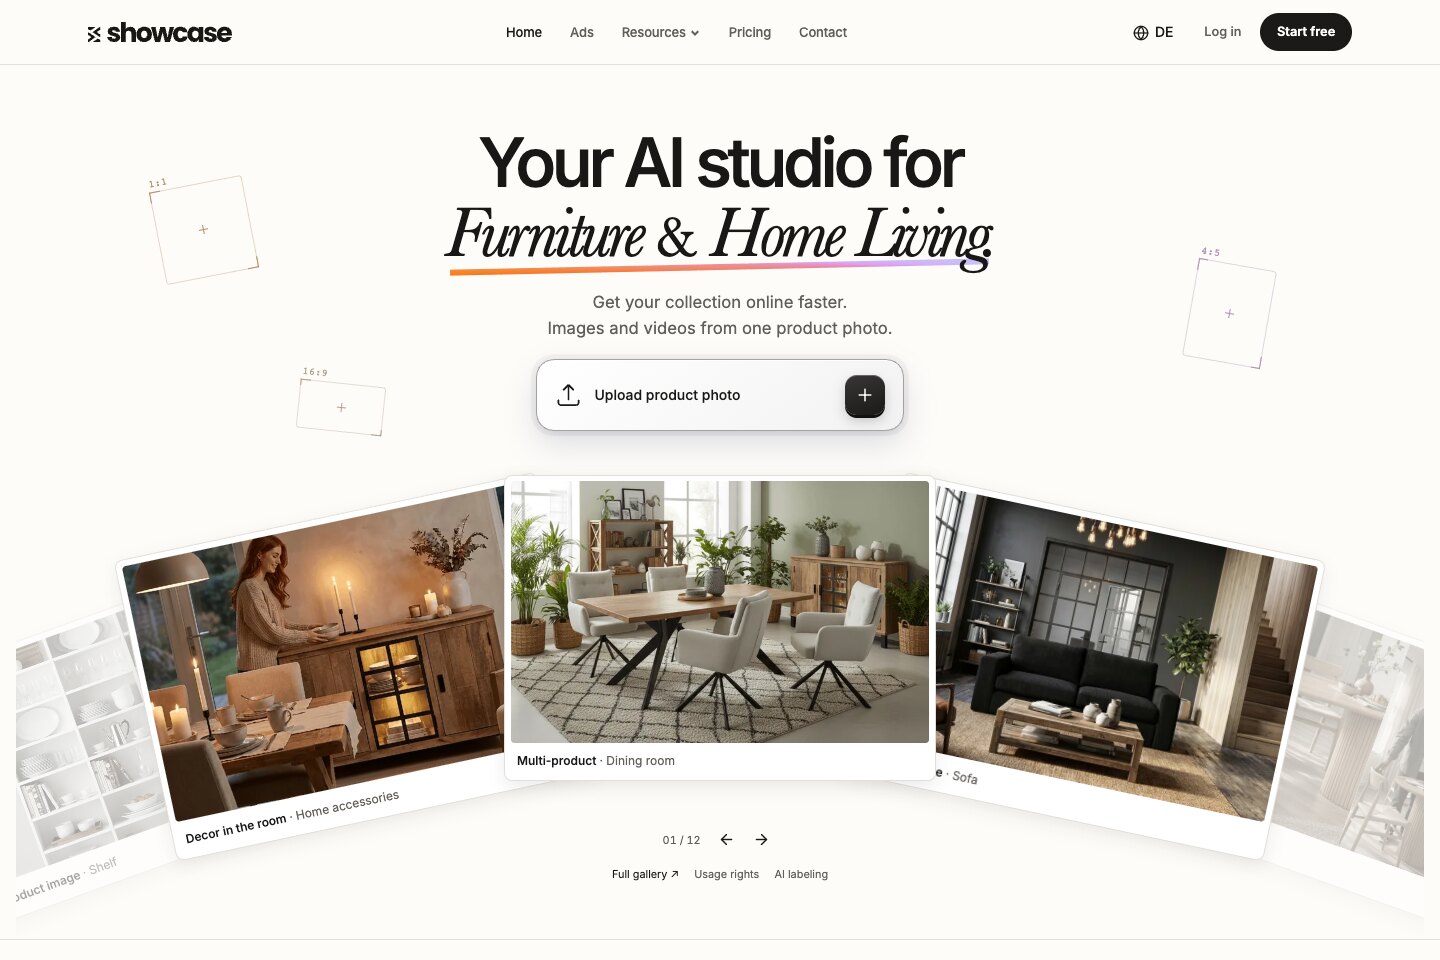 showcase
Home
Ads
Resources
Pricing
Contact
DE
Log in
Start free
Your AI studio for
Furniture & Home Living.
Get your collection online faster.
Images and videos from one product photo.
1:1
4:5
16:9
Upload product photo
Decor in the room · Home accessories
Multi-product · Dining room
· Sofa
image · Shelf
01 / 12
Full gallery ↗
Usage rights
AI labeling